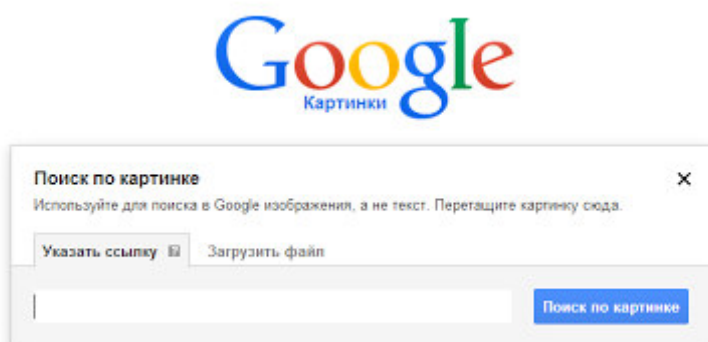 Google
Картинки
Поиск по картинке
Используйте для поиска в Google изображения, а не текст. Перетащите картинку сюда.
Указать ссылку Загрузить файл
Поиск по картинке